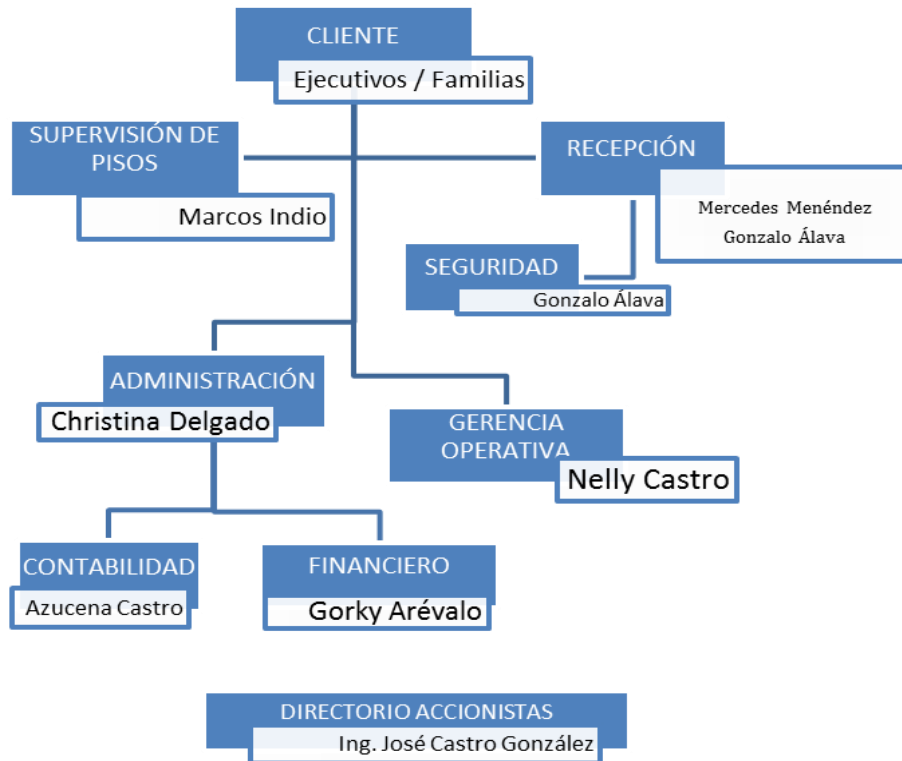 CLIENTE
Ejecutivos / Familias
SUPERVISIÓN DE
PISOS
Marcos Indio
RECEPCIÓN
Mercedes Menéndez
Gonzalo Álava
SEGURIDAD
Gonzalo Álava
ADMINISTRACIÓN
Christina Delgado
GERENCIA
OPERATIVA
Nelly Castro
CONTABILIDAD
Azucena Castro
FINANCIERO
Gorky Arévalo
DIRECTORIO ACCIONISTAS
Ing. José Castro González